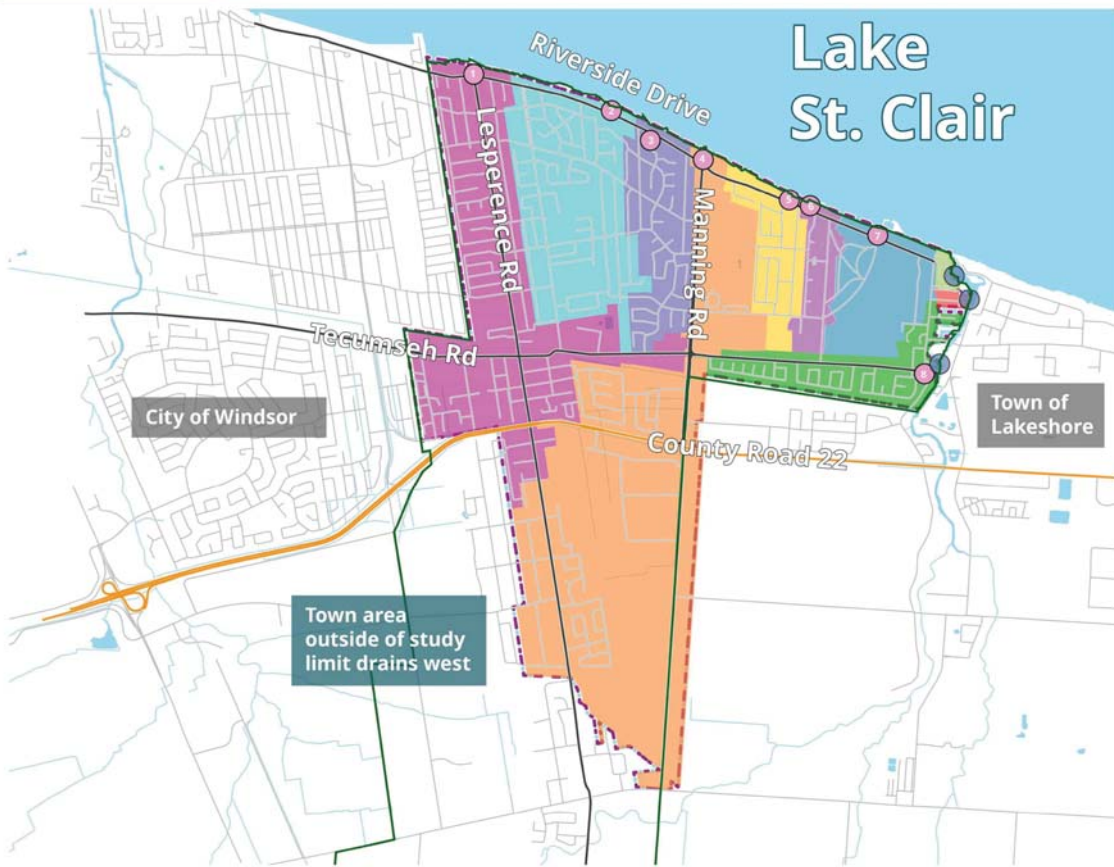 Lake
St. Clair
Riverside Drive
1
2
3
4
5
6
7
Lesperence Rd
Manning Rd
Tecumseh Rd
8
City of Windsor
Town of
Lakeshore
County Road 22
Town area
outside of study
limit drains west